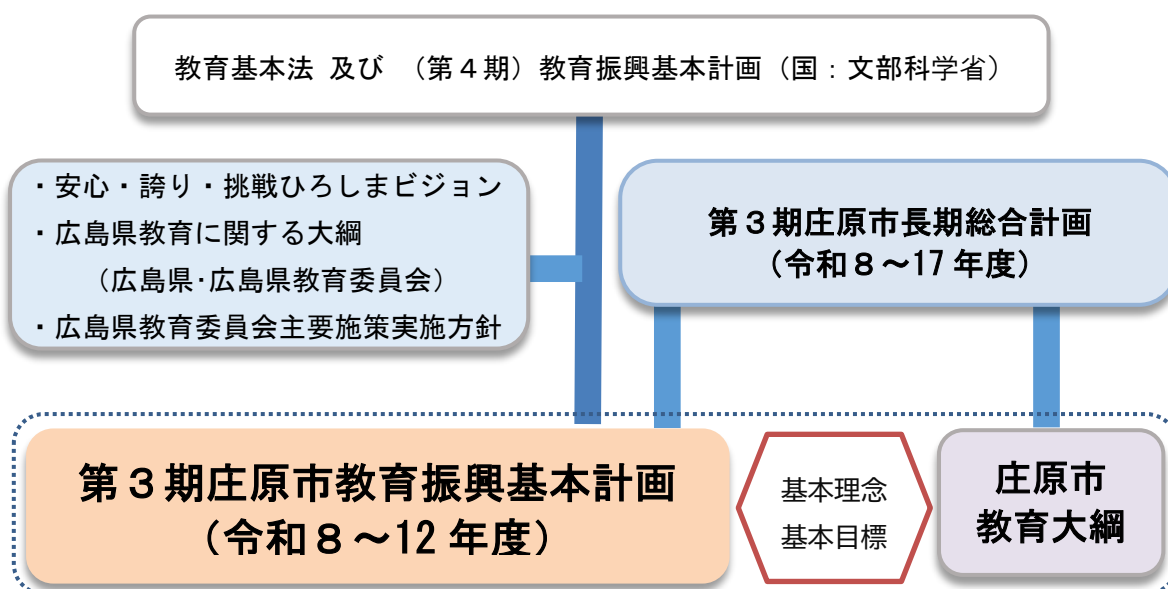 教育基本法 及び （第４期）教育振興基本計画（国：文部科学省）
・安心・誇り・挑戦ひろしまビジョン
・広島県教育に関する大綱
（広島県･広島県教育委員会）
・広島県教育委員会主要施策実施方針
第３期庄原市長期総合計画
（令和８～17 年度）
第３期庄原市教育振興基本計画
（令和８～12 年度）
基本理念
基本目標
庄原市
教育大綱